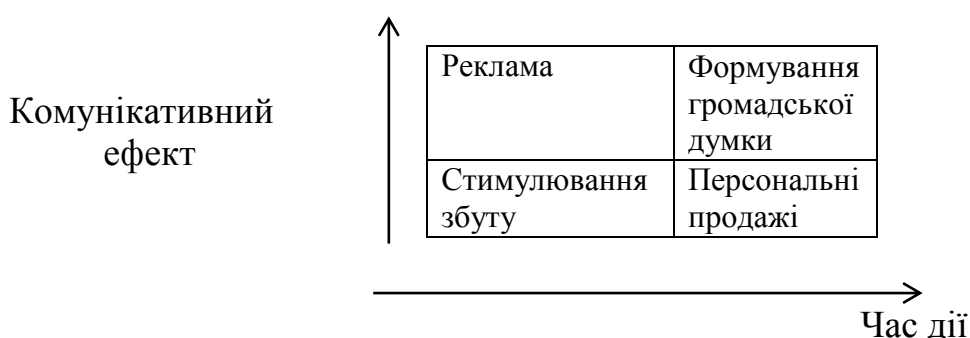 Комунікативний
ефект
Реклама
Формування
громадської
думки
Стимулювання
збуту
Персональні
продажі
Час дії